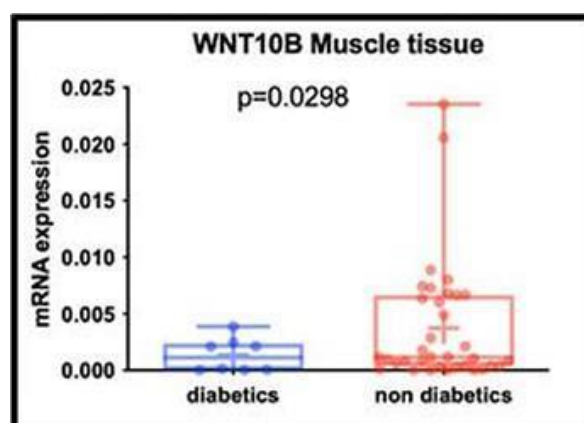 WNT10B Muscle tissue
p=0.0298
mRNA expression
0.025
0.020
0.015
0.010
0.005
0.000
diabetics
non diabetics